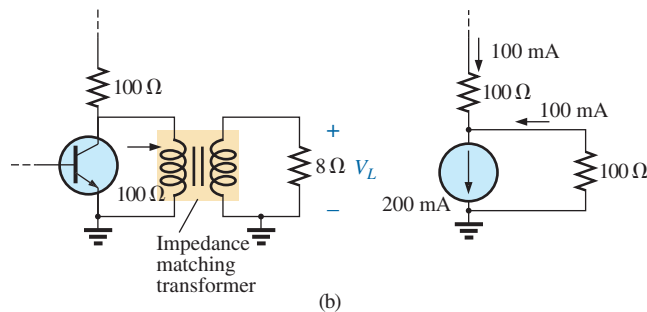 100 mA
100 Ω
100 Ω
100 mA
+
8 Ω V_L
100 Ω
100 Ω
−
200 mA
Impedance
matching
transformer
(b)